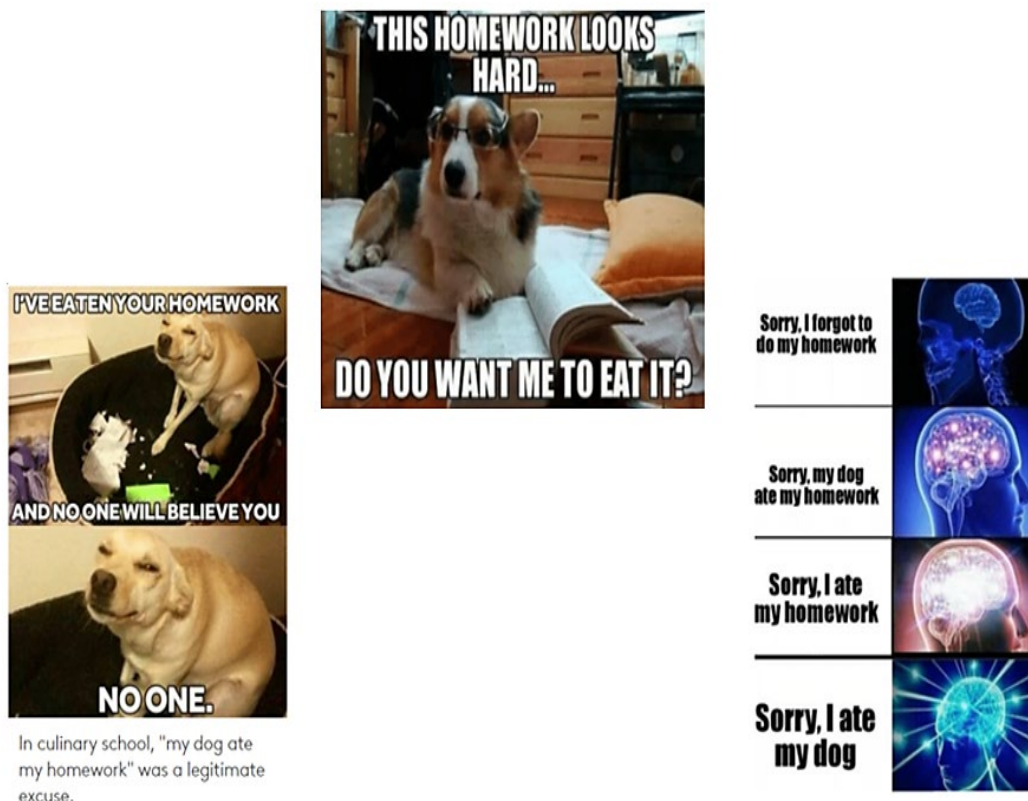 THIS HOMEWORK LOOKS
HARD...
DO YOU WANT ME TO EAT IT?
I'VE EATEN YOUR HOMEWORK
AND NO ONE WILL BELIEVE YOU
NO ONE.
In culinary school, "my dog ate
my homework" was a legitimate
excuse.
Sorry, I forgot to
do my homework
Sorry, my dog
ate my homework
Sorry, I ate
my homework
Sorry, I ate
my dog